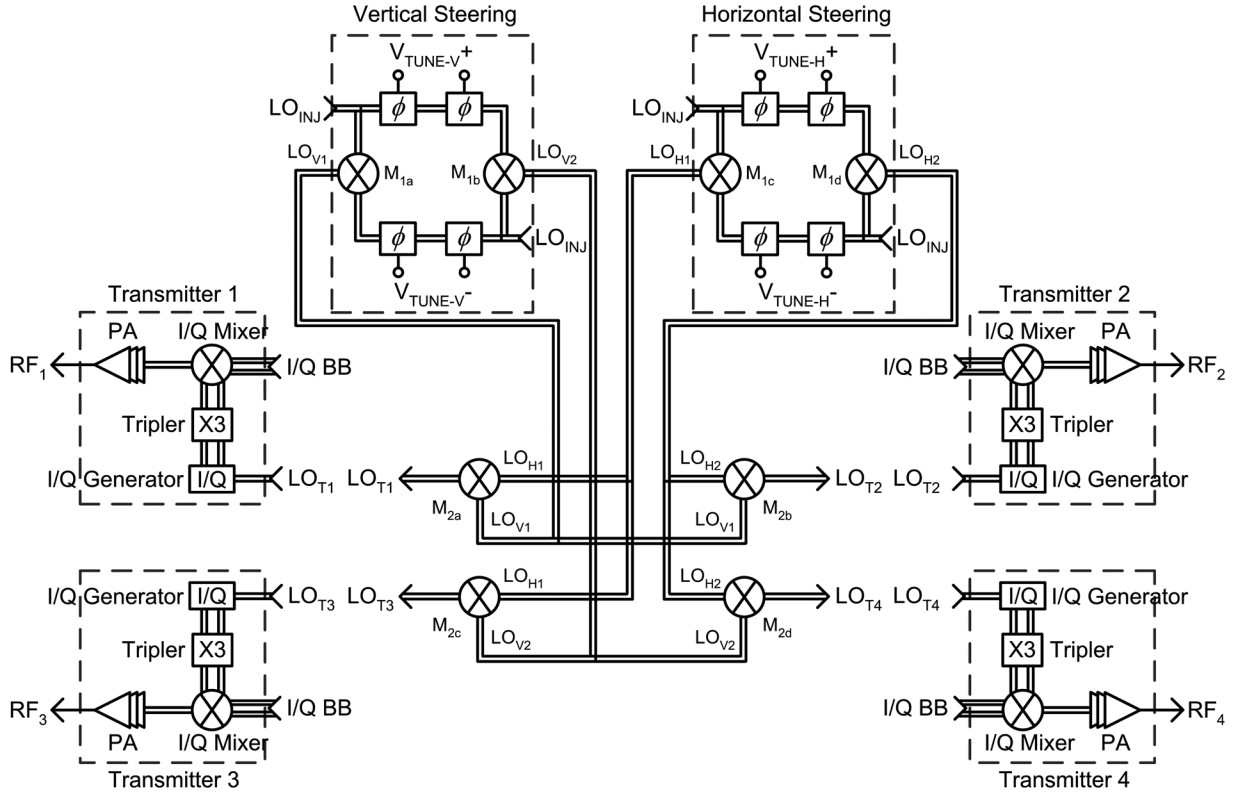 Vertical Steering
Horizontal Steering
V_TUNE-V+
V_TUNE-H+
LO_INJ
ϕ ϕ
LO_INJ
ϕ ϕ
LO_V1
M_1a
M_1b
LO_V2
LO_H1
M_1c
M_1d
LO_H2
ϕ ϕ
LO_INJ
ϕ ϕ
LO_INJ
V_TUNE-V-
V_TUNE-H-
Transmitter 1
PA
I/Q Mixer
RF_1
I/Q BB
Tripler
X3
I/Q Generator
I/Q
LO_T1
Transmitter 2
I/Q Mixer
PA
I/Q BB
RF_2
X3
Tripler
LO_T2
I/Q
I/Q Generator
LO_T1
LO_H1
M_2a
LO_V1
LO_H2
LO_T2
M_2b
LO_V1
I/Q Generator
I/Q
LO_T3
Tripler
X3
RF_3
I/Q BB
PA
I/Q Mixer
Transmitter 3
LO_T3
LO_H1
M_2c
LO_V2
LO_H2
LO_T4
M_2d
LO_V2
LO_T4
I/Q
I/Q Generator
X3
Tripler
I/Q BB
RF_4
I/Q Mixer
PA
Transmitter 4